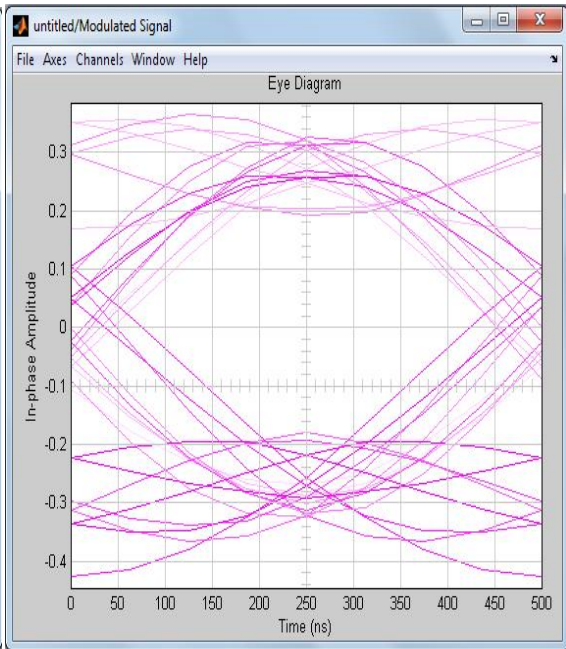 untitled/Modulated Signal
File Axes Channels Window Help
Eye Diagram
0.3
0.2
0.1
0
-0.1
-0.2
-0.3
-0.4
In-phase Amplitude
0 50 100 150 200 250 300 350 400 450 500
Time (ns)